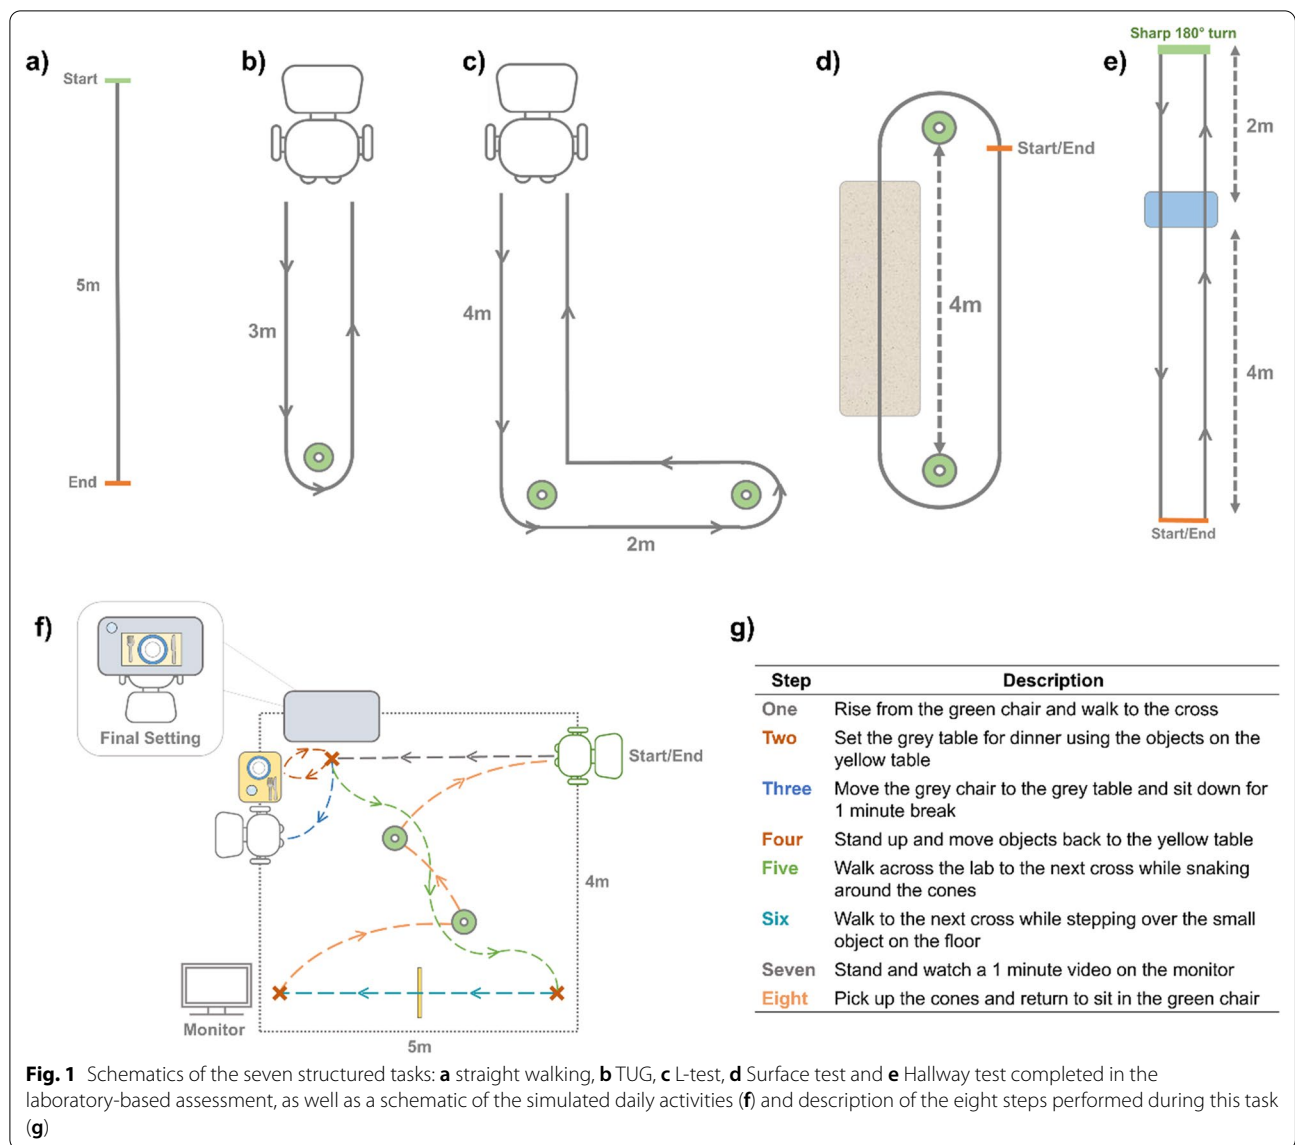 a)
Start
5m
End
b)
3m
c)
4m
2m
d)
Start/End
4m
e)
Sharp 180° turn
2m
4m
Start/End
f)
Final Setting
Start/End
4m
Monitor
5m
g)
Step Description
One Rise from the green chair and walk to the cross
Two Set the grey table for dinner using the objects on the
yellow table
Three Move the grey chair to the grey table and sit down for
1 minute break
Four Stand up and move objects back to the yellow table
Five Walk across the lab to the next cross while snaking
around the cones
Six Walk to the next cross while stepping over the small
object on the floor
Seven Stand and watch a 1 minute video on the monitor
Eight Pick up the cones and return to sit in the green chair
Fig. 1 Schematics of the seven structured tasks: a straight walking, b TUG, c L-test, d Surface test and e Hallway test completed in the
laboratory-based assessment, as well as a schematic of the simulated daily activities (f) and description of the eight steps performed during this task
(g)